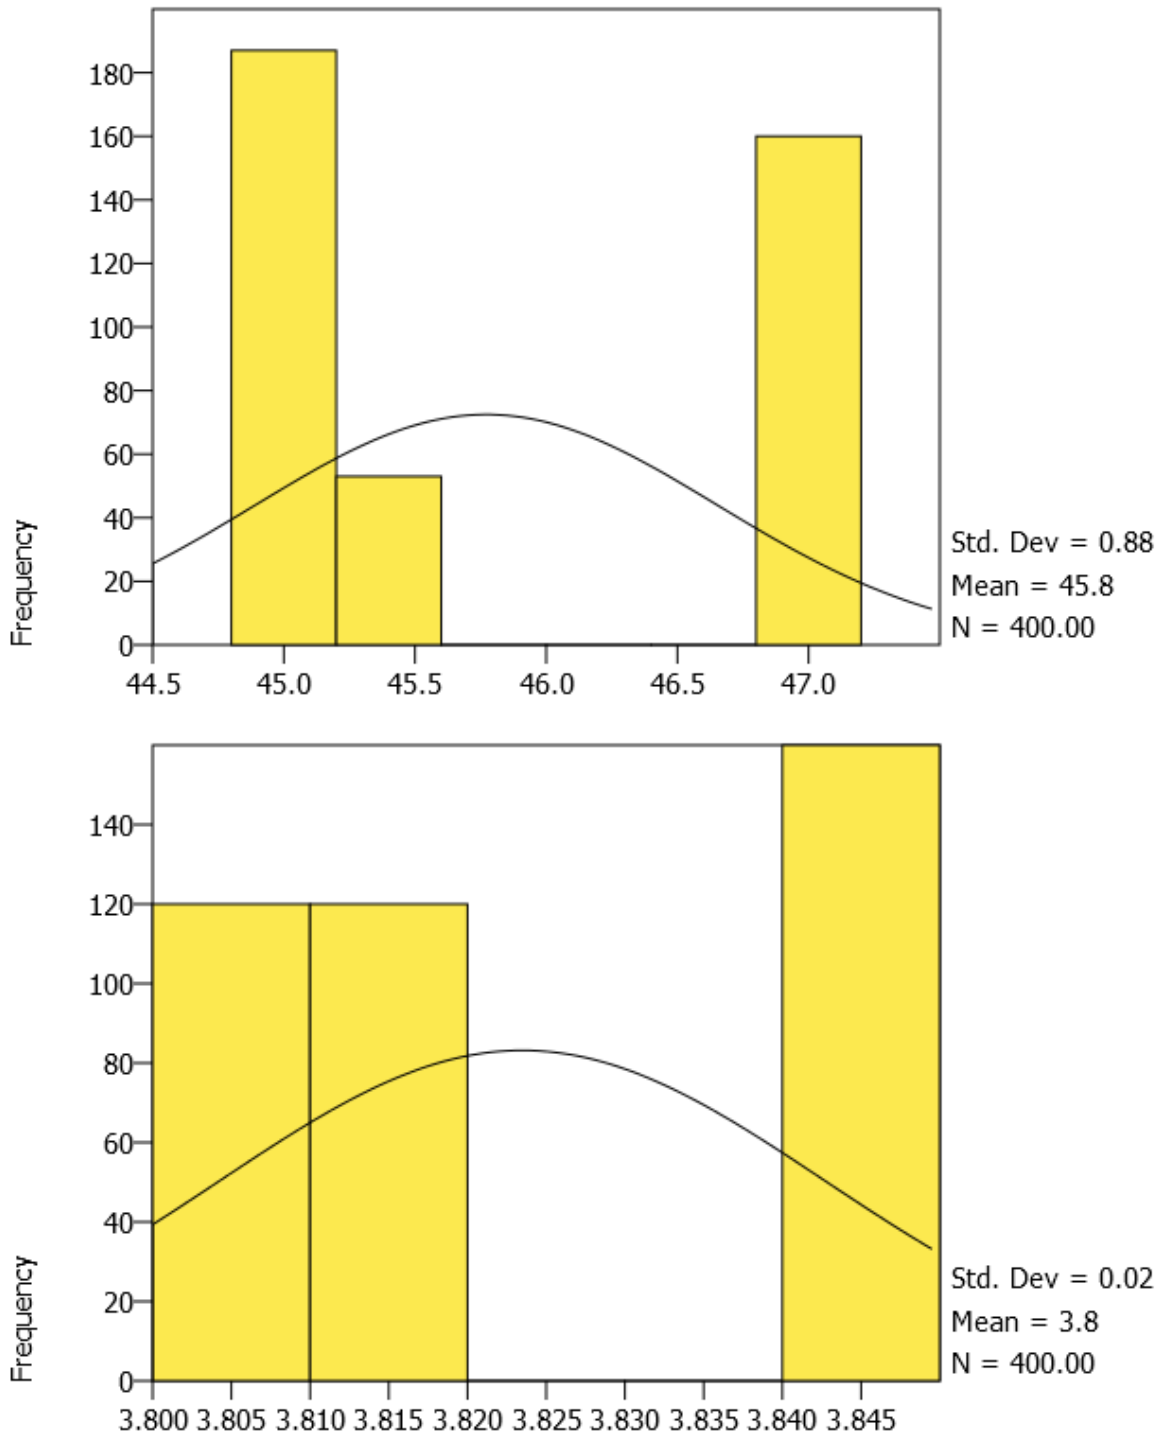 180
160
140
120
100
80
60
40
20
0
Frequency
44.5 45.0 45.5 46.0 46.5 47.0
Std. Dev = 0.88
Mean = 45.8
N = 400.00
140
120
100
80
60
40
20
0
Frequency
3.800 3.805 3.810 3.815 3.820 3.825 3.830 3.835 3.840 3.845
Std. Dev = 0.02
Mean = 3.8
N = 400.00